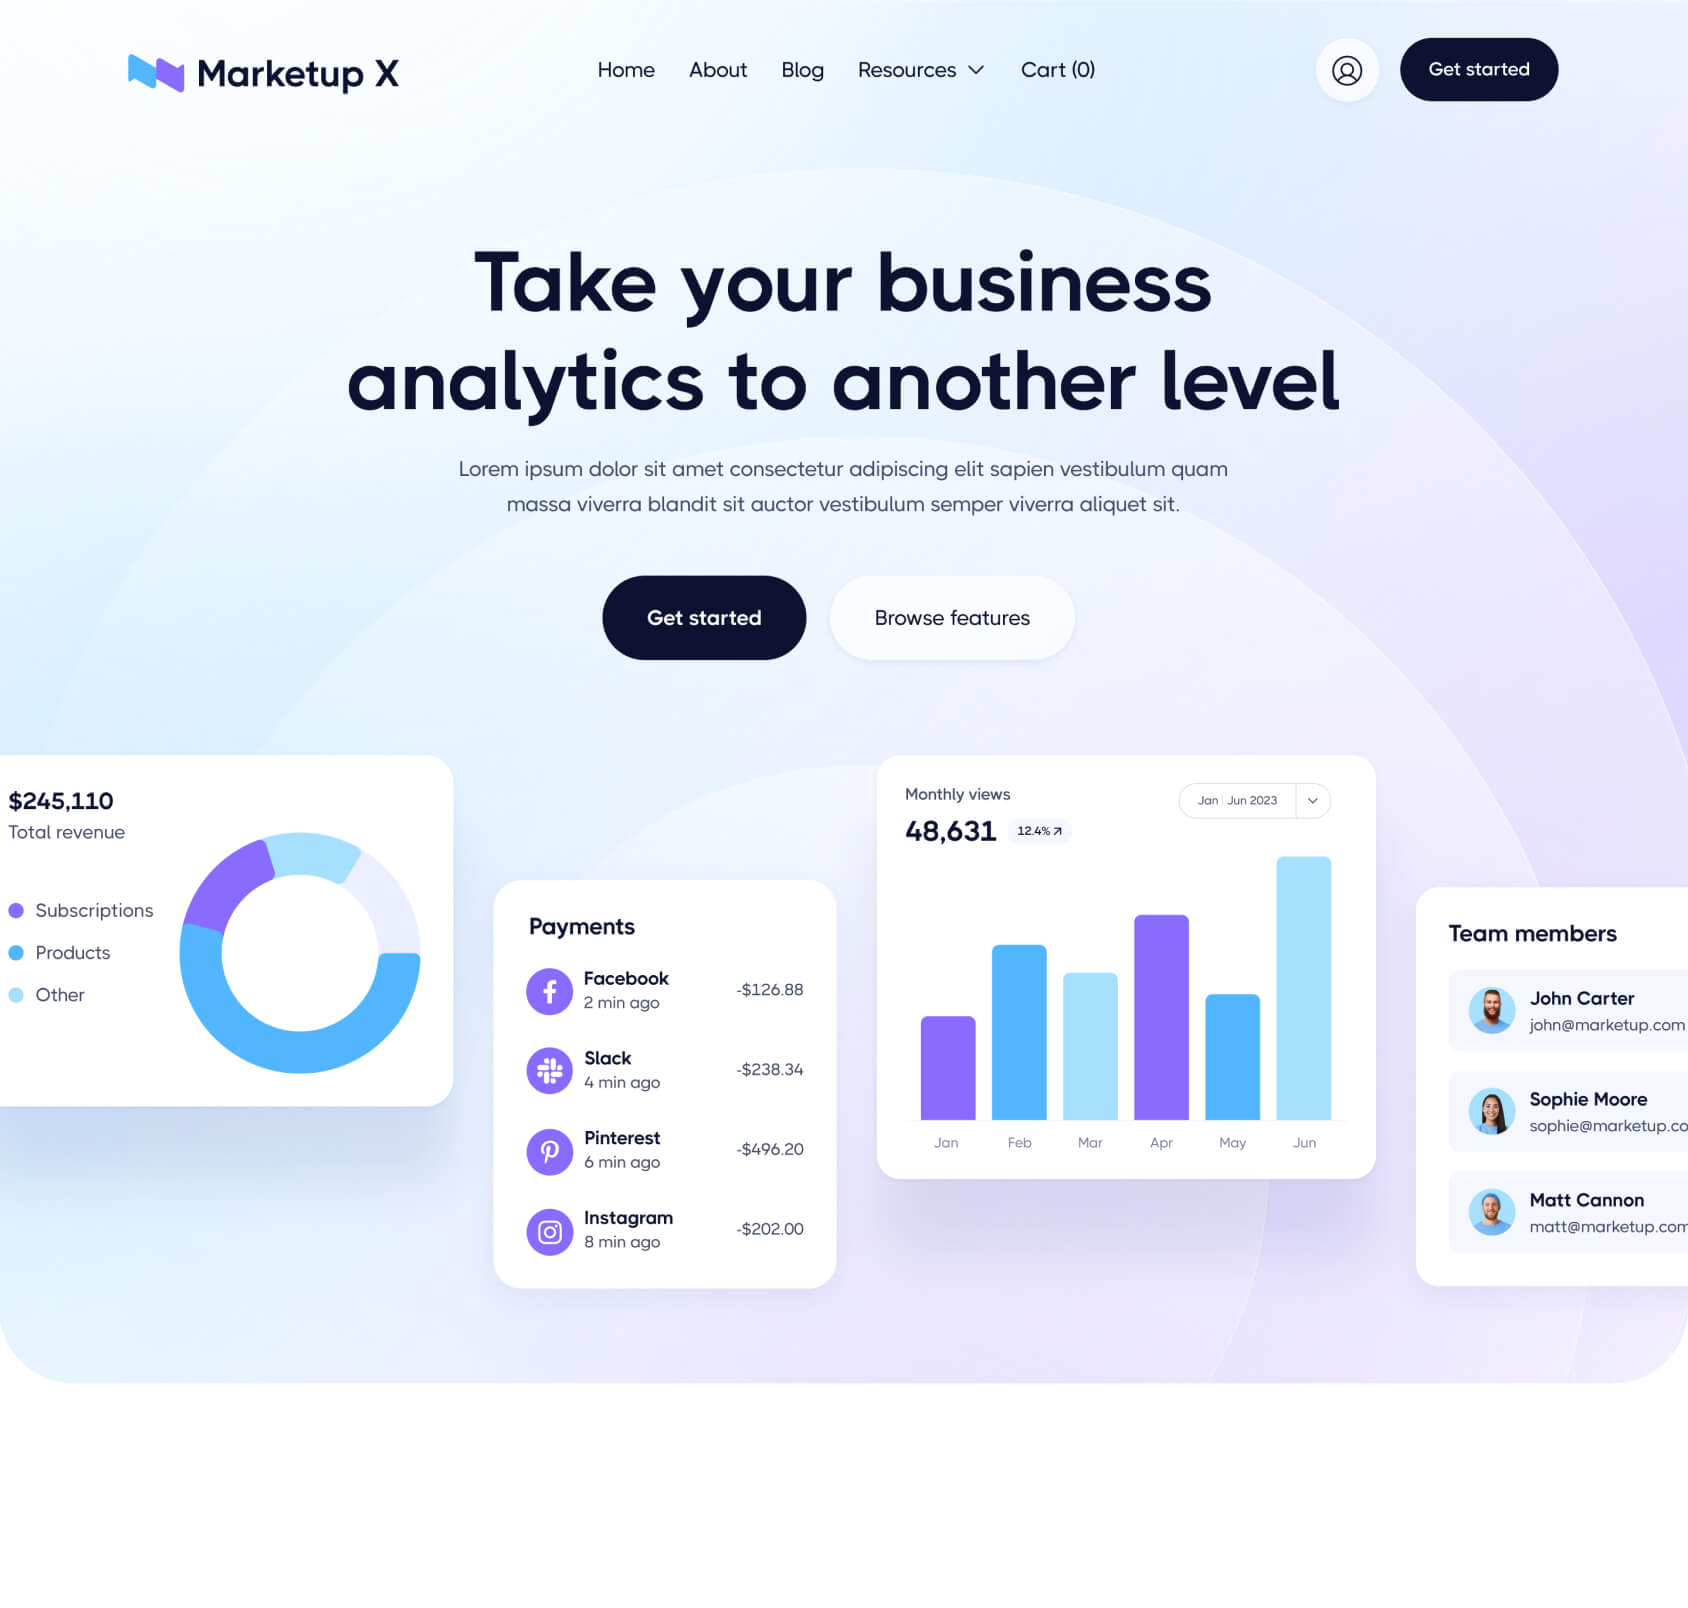 Marketup X
Home
About
Blog
Resources
Cart (0)
Get started
Take your business
analytics to another level
Lorem ipsum dolor sit amet consectetur adipiscing elit sapien vestibulum quam
massa viverra blandit sit auctor vestibulum semper viverra aliquet sit.
Get started
Browse features
$245,110
Total revenue
Subscriptions
Products
Other
Payments
Facebook
2 min ago
-$126.88
Slack
4 min ago
-$238.34
Pinterest
6 min ago
-$496.20
Instagram
8 min ago
-$202.00
Monthly views
48,631
12.4%
Jan | Jun 2023
Jan
Feb
Mar
Apr
May
Jun
Team members
John Carter
john@marketup.com
Sophie Moore
sophie@marketup.co
Matt Cannon
matt@marketup.com